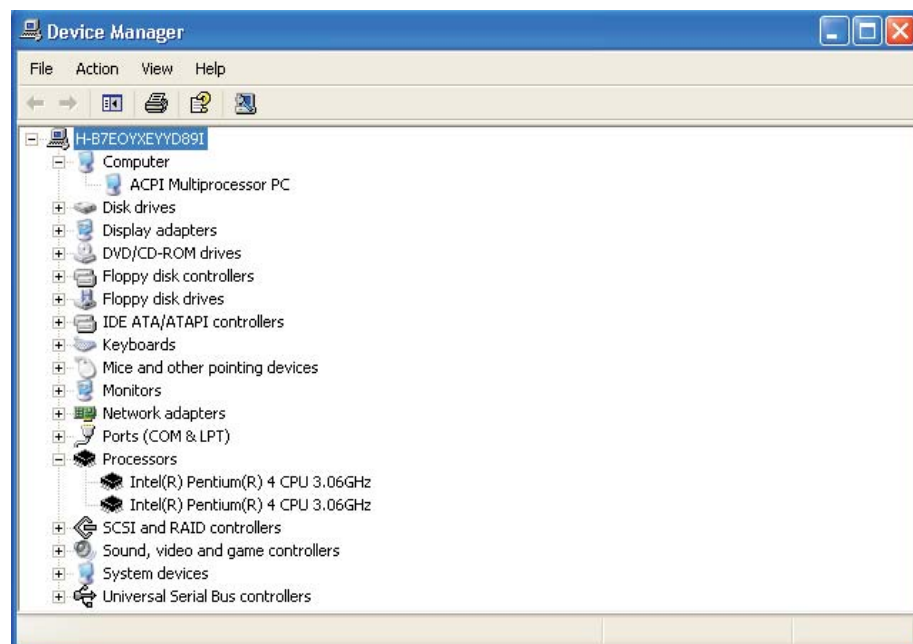 Device Manager
File Action View Help
H-B7EOYXEYYD89I
Computer
ACPI Multiprocessor PC
Disk drives
Display adapters
DVD/CD-ROM drives
Floppy disk controllers
Floppy disk drives
IDE ATA/ATAPI controllers
Keyboards
Mice and other pointing devices
Monitors
Network adapters
Ports (COM & LPT)
Processors
Intel(R) Pentium(R) 4 CPU 3.06GHz
Intel(R) Pentium(R) 4 CPU 3.06GHz
SCSI and RAID controllers
Sound, video and game controllers
System devices
Universal Serial Bus controllers